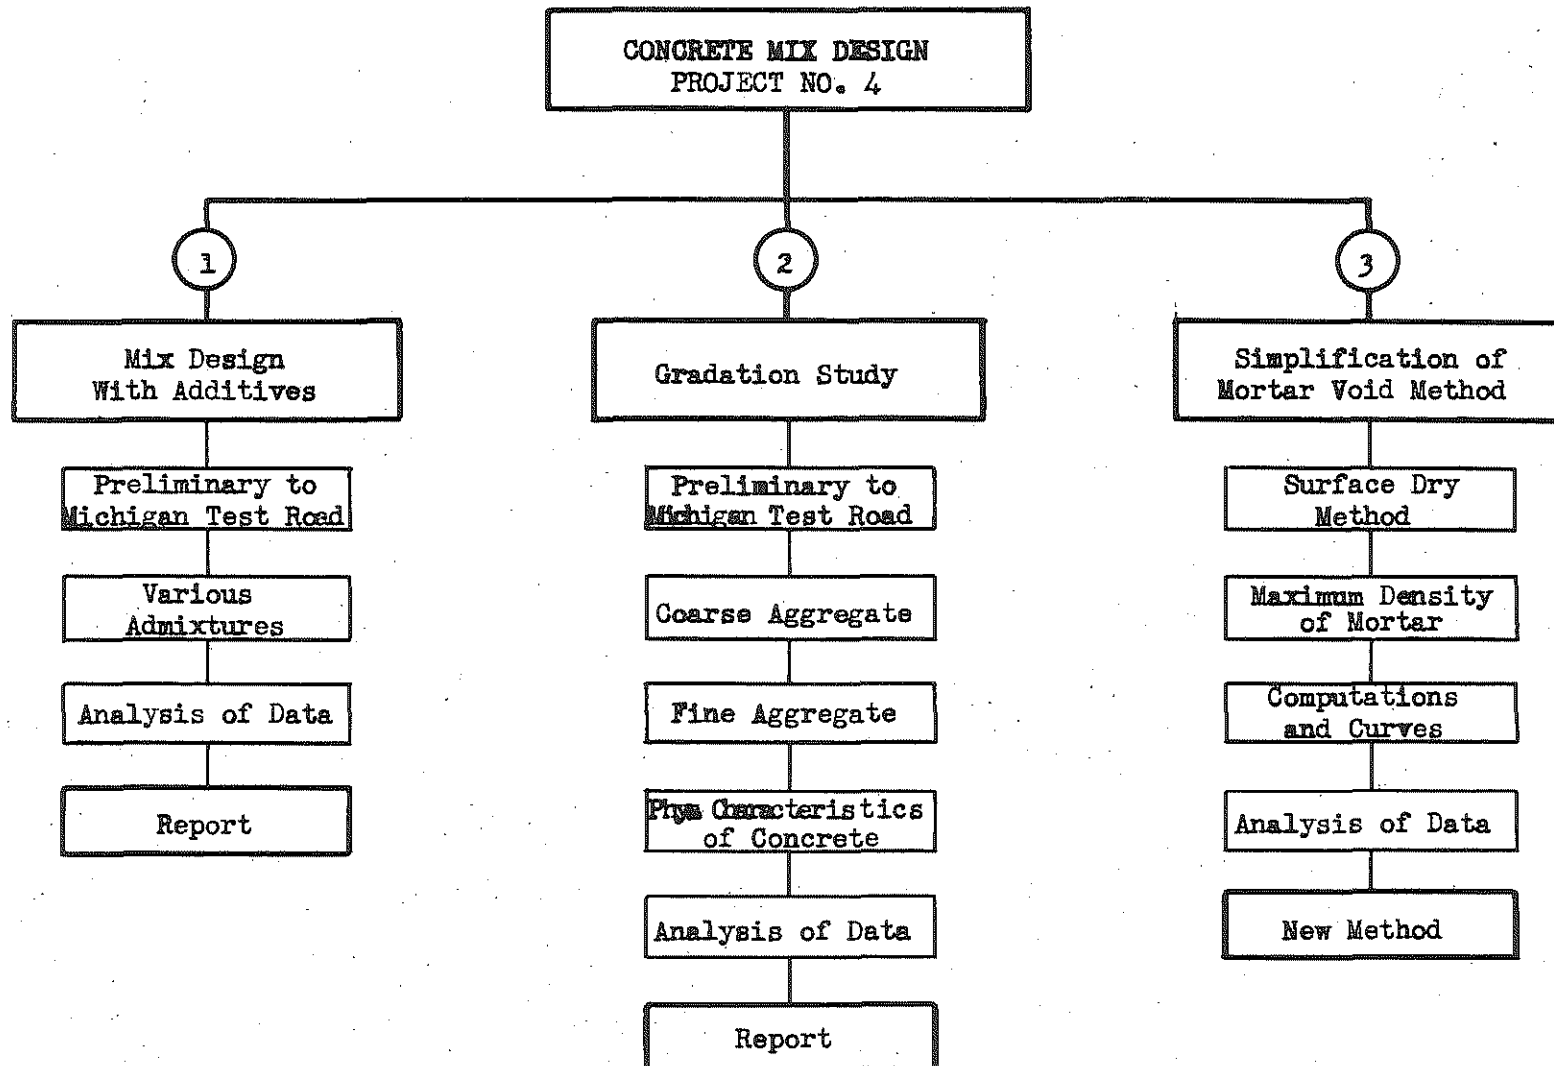 CONCRETE MIX DESIGN
PROJECT NO. 4
1
Mix Design
With Additives
Preliminary to
Michigan Test Road
Various
Admixtures
Analysis of Data
Report
2
Gradation Study
Preliminary to
Michigan Test Road
Coarse Aggregate
Fine Aggregate
Phys Characteristics
of Concrete
Analysis of Data
Report
3
Simplification of
Mortar Void Method
Surface Dry
Method
Maximum Density
of Mortar
Computations
and Curves
Analysis of Data
New Method